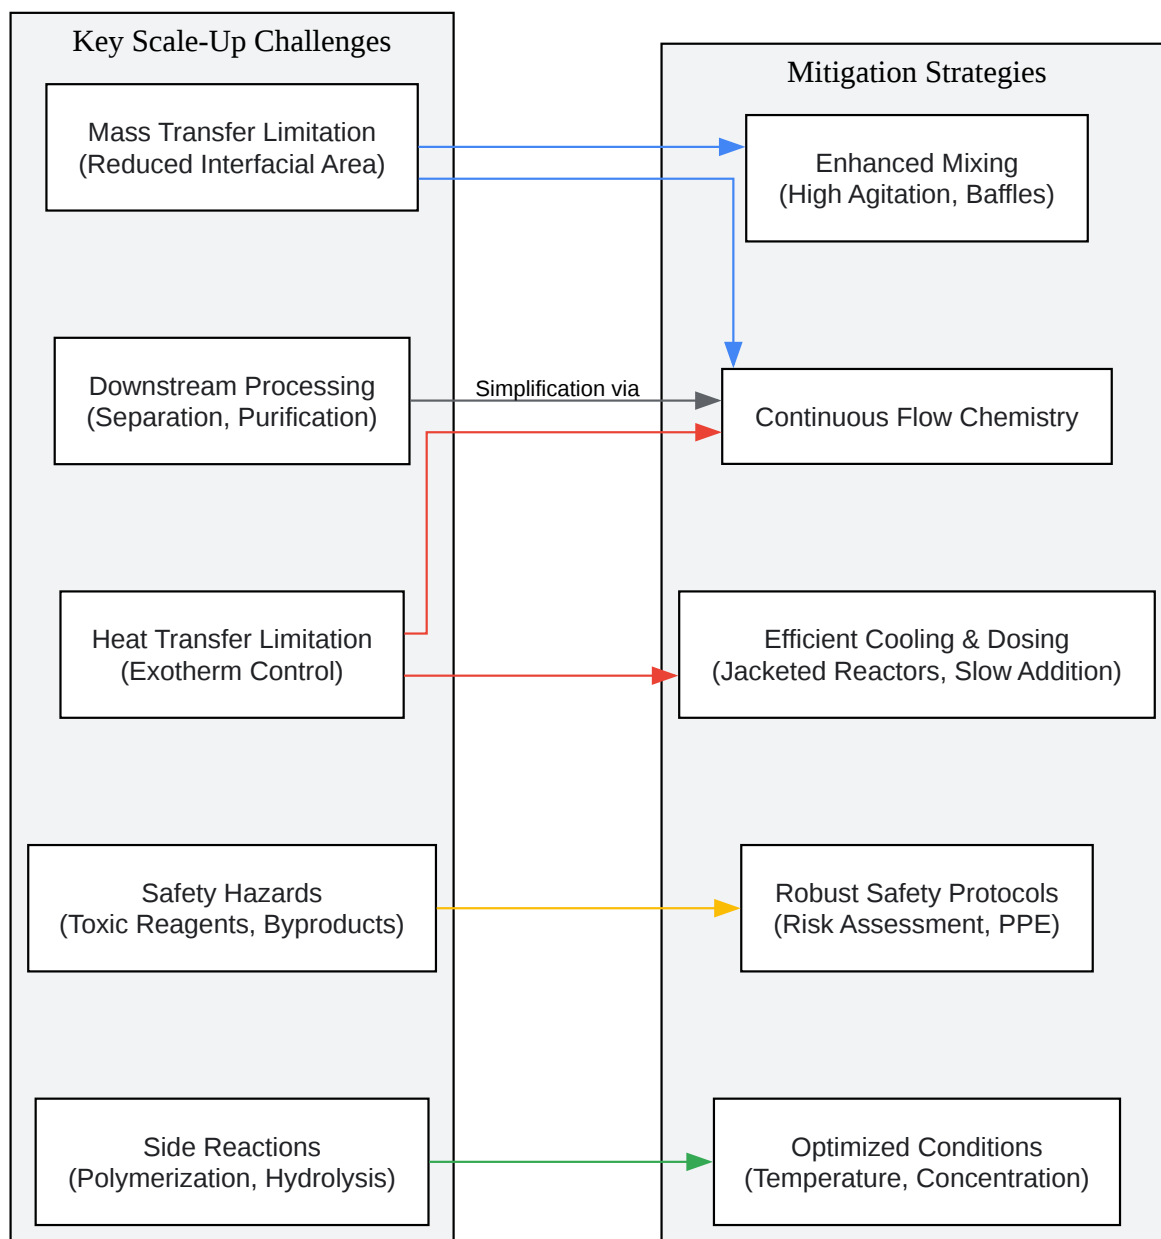 Key Scale-Up Challenges
Mass Transfer Limitation
(Reduced Interfacial Area)
Downstream Processing
(Separation, Purification)
Heat Transfer Limitation
(Exotherm Control)
Safety Hazards
(Toxic Reagents, Byproducts)
Side Reactions
(Polymerization, Hydrolysis)
Simplification via
Mitigation Strategies
Enhanced Mixing
(High Agitation, Baffles)
Continuous Flow Chemistry
Efficient Cooling & Dosing
(Jacketed Reactors, Slow Addition)
Robust Safety Protocols
(Risk Assessment, PPE)
Optimized Conditions
(Temperature, Concentration)